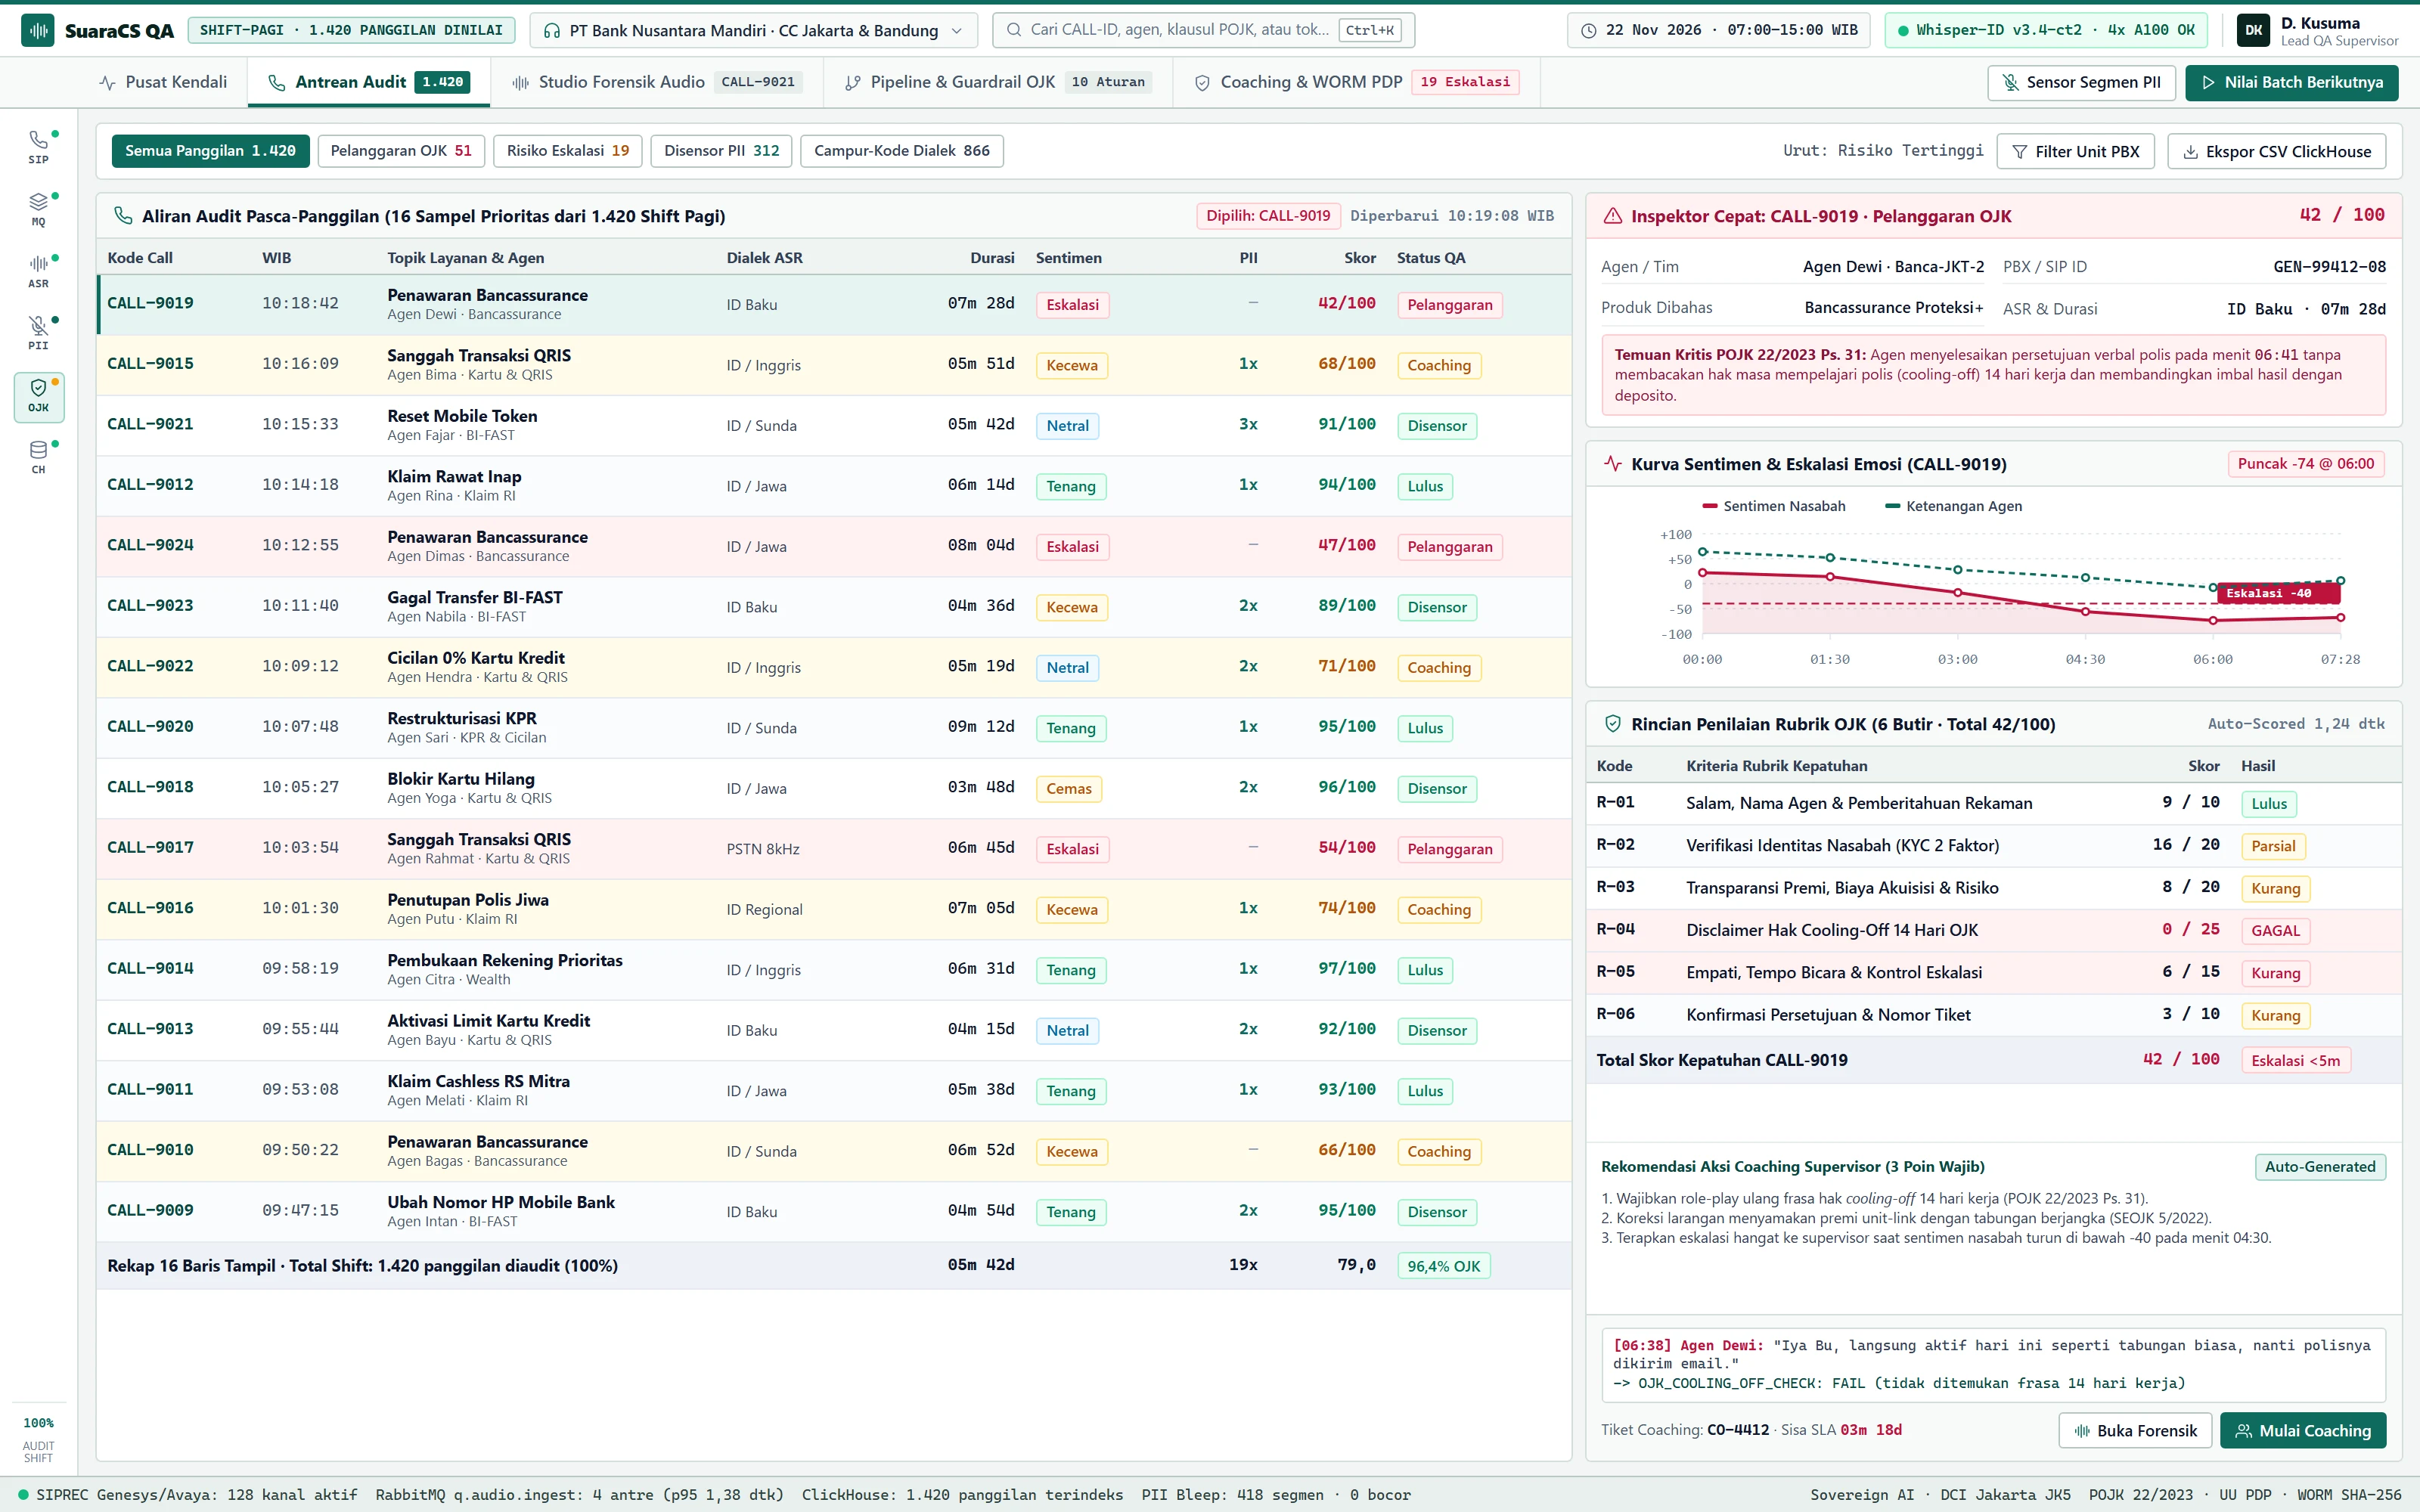 SuaraCS QA
SHIFT-PAGI · 1.420 PANGGILAN DINILAI
PT Bank Nusantara Mandiri · CC Jakarta & Bandung
Cari CALL-ID, agen, klausul POJK, atau tok... Ctrl+K
22 Nov 2026 · 07:00-15:00 WIB
Whisper-ID v3.4-ct2 · 4x A100 OK
DK
D. Kusuma
Lead QA Supervisor
Pusat Kendali
Antrean Audit 1.420
Studio Forensik Audio CALL-9021
Pipeline & Guardrail OJK 10 Aturan
Coaching & WORM PDP 19 Eskalasi
Sensor Segmen PII
Nilai Batch Berikutnya
SIP
MQ
ASR
PII
OJK
CH
100%
AUDIT
SHIFT
Semua Panggilan 1.420
Pelanggaran OJK 51
Risiko Eskalasi 19
Disensor PII 312
Campur-Kode Dialek 866
Urut: Risiko Tertinggi
Filter Unit PBX
Ekspor CSV ClickHouse
Aliran Audit Pasca-Panggilan (16 Sampel Prioritas dari 1.420 Shift Pagi)
Dipilih: CALL-9019
Diperbarui 10:19:08 WIB
Kode Call WIB Topik Layanan & Agen Dialek ASR Durasi Sentimen PII Skor Status QA
CALL-9019 10:18:42 Penawaran Bancassurance ID Baku 07m 28d Eskalasi — 42/100 Pelanggaran
Agen Dewi · Bancassurance
CALL-9015 10:16:09 Sanggah Transaksi QRIS ID / Inggris 05m 51d Kecewa 1x 68/100 Coaching
Agen Bima · Kartu & QRIS
CALL-9021 10:15:33 Reset Mobile Token ID / Sunda 05m 42d Netral 3x 91/100 Disensor
Agen Fajar · BI-FAST
CALL-9012 10:14:18 Klaim Rawat Inap ID / Jawa 06m 14d Tenang 1x 94/100 Lulus
Agen Rina · Klaim RI
CALL-9024 10:12:55 Penawaran Bancassurance ID / Jawa 08m 04d Eskalasi — 47/100 Pelanggaran
Agen Dimas · Bancassurance
CALL-9023 10:11:40 Gagal Transfer BI-FAST ID Baku 04m 36d Kecewa 2x 89/100 Disensor
Agen Nabila · BI-FAST
CALL-9022 10:09:12 Cicilan 0% Kartu Kredit ID / Inggris 05m 19d Netral 2x 71/100 Coaching
Agen Hendra · Kartu & QRIS
CALL-9020 10:07:48 Restrukturisasi KPR ID / Sunda 09m 12d Tenang 1x 95/100 Lulus
Agen Sari · KPR & Cicilan
CALL-9018 10:05:27 Blokir Kartu Hilang ID / Jawa 03m 48d Cemas 2x 96/100 Disensor
Agen Yoga · Kartu & QRIS
CALL-9017 10:03:54 Sanggah Transaksi QRIS PSTN 8kHz 06m 45d Eskalasi — 54/100 Pelanggaran
Agen Rahmat · Kartu & QRIS
CALL-9016 10:01:30 Penutupan Polis Jiwa ID Regional 07m 05d Kecewa 1x 74/100 Coaching
Agen Putu · Klaim RI
CALL-9014 09:58:19 Pembukaan Rekening Prioritas ID / Inggris 06m 31d Tenang 1x 97/100 Lulus
Agen Citra · Wealth
CALL-9013 09:55:44 Aktivasi Limit Kartu Kredit ID Baku 04m 15d Netral 2x 92/100 Disensor
Agen Bayu · Kartu & QRIS
CALL-9011 09:53:08 Klaim Cashless RS Mitra ID / Jawa 05m 38d Tenang 1x 93/100 Lulus
Agen Melati · Klaim RI
CALL-9010 09:50:22 Penawaran Bancassurance ID / Sunda 06m 52d Kecewa — 66/100 Coaching
Agen Bagas · Bancassurance
CALL-9009 09:47:15 Ubah Nomor HP Mobile Bank ID Baku 04m 54d Tenang 2x 95/100 Disensor
Agen Intan · BI-FAST
Rekap 16 Baris Tampil · Total Shift: 1.420 panggilan diaudit (100%) 05m 42d 19x 79,0 96,4% OJK
Inspektor Cepat: CALL-9019 · Pelanggaran OJK 42 / 100
Agen / Tim Agen Dewi · Banca-JKT-2 PBX / SIP ID GEN-99412-08
Produk Dibahas Bancassurance Proteksi+ ASR & Durasi ID Baku · 07m 28d
Temuan Kritis POJK 22/2023 Ps. 31: Agen menyelesaikan persetujuan verbal polis pada menit 06:41 tanpa
membacakan hak masa mempelajari polis (cooling-off) 14 hari kerja dan membandingkan imbal hasil dengan
deposito.
Kurva Sentimen & Eskalasi Emosi (CALL-9019) Puncak -74 @ 06:00
Sentimen Nasabah Ketenangan Agen
+100
+50
0
-50
-100
Eskalasi -40
00:00 01:30 03:00 04:30 06:00 07:28
Rincian Penilaian Rubrik OJK (6 Butir · Total 42/100) Auto-Scored 1,24 dtk
Kode Kriteria Rubrik Kepatuhan Skor Hasil
R-01 Salam, Nama Agen & Pemberitahuan Rekaman 9 / 10 Lulus
R-02 Verifikasi Identitas Nasabah (KYC 2 Faktor) 16 / 20 Parsial
R-03 Transparansi Premi, Biaya Akuisisi & Risiko 8 / 20 Kurang
R-04 Disclaimer Hak Cooling-Off 14 Hari OJK 0 / 25 GAGAL
R-05 Empati, Tempo Bicara & Kontrol Eskalasi 6 / 15 Kurang
R-06 Konfirmasi Persetujuan & Nomor Tiket 3 / 10 Kurang
Total Skor Kepatuhan CALL-9019 42 / 100 Eskalasi <5m
Rekomendasi Aksi Coaching Supervisor (3 Poin Wajib) Auto-Generated
1. Wajibkan role-play ulang frasa hak cooling-off 14 hari kerja (POJK 22/2023 Ps. 31).
2. Koreksi larangan menyamakan premi unit-link dengan tabungan berjangka (SEOJK 5/2022).
3. Terapkan eskalasi hangat ke supervisor saat sentimen nasabah turun di bawah -40 pada menit 04:30.
[06:38] Agen Dewi: "Iya Bu, langsung aktif hari ini seperti tabungan biasa, nanti polisnya
dikirim email."
-> OJK_COOLING_OFF_CHECK: FAIL (tidak ditemukan frasa 14 hari kerja)
Tiket Coaching: CO-4412 · Sisa SLA 03m 18d
Buka Forensik
Mulai Coaching
SIPREC Genesys/Avaya: 128 kanal aktif RabbitMQ q.audio.ingest: 4 antre (p95 1,38 dtk) ClickHouse: 1.420 panggilan terindeks PII Bleep: 418 segmen · 0 bocor
Sovereign AI · DCI Jakarta JK5 POJK 22/2023 · UU PDP · WORM SHA-256